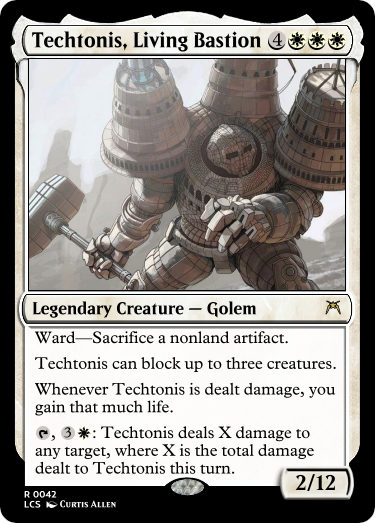 Techtonis, Living Bastion 4
Legendary Creature — Golem
Ward—Sacrifice a nonland artifact.
Techtonis can block up to three creatures.
Whenever Techtonis is dealt damage, you
gain that much life.
, 3 : Techtonis deals X damage to
any target, where X is the total damage
dealt to Techtonis this turn.
2/12
R 0042
LCS Curtis Allen